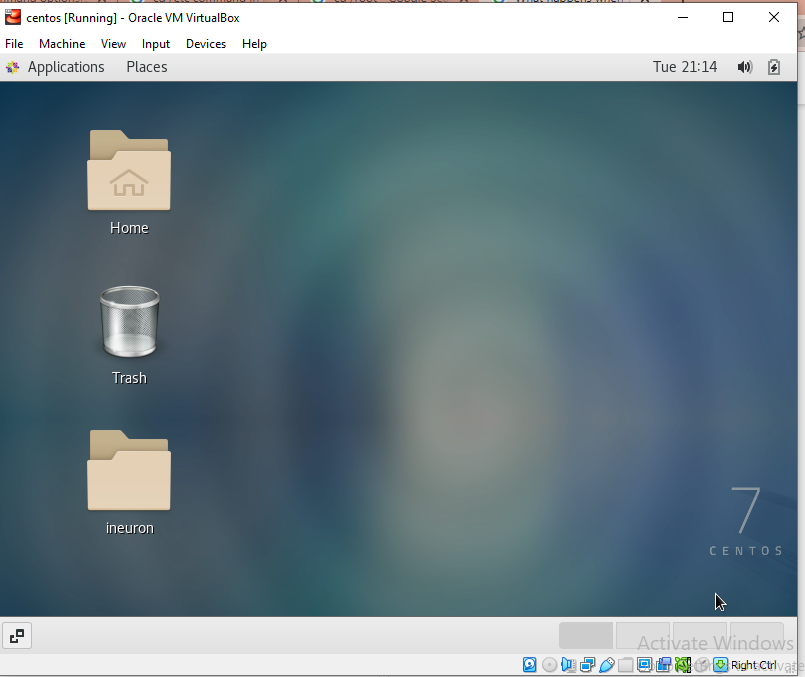 centos [Running] - Oracle VM VirtualBox
File Machine View Input Devices Help
Applications Places Tue 21:14
Home
Trash
ineuron
7
CENTOS
Activate Windows
Right Ctrl